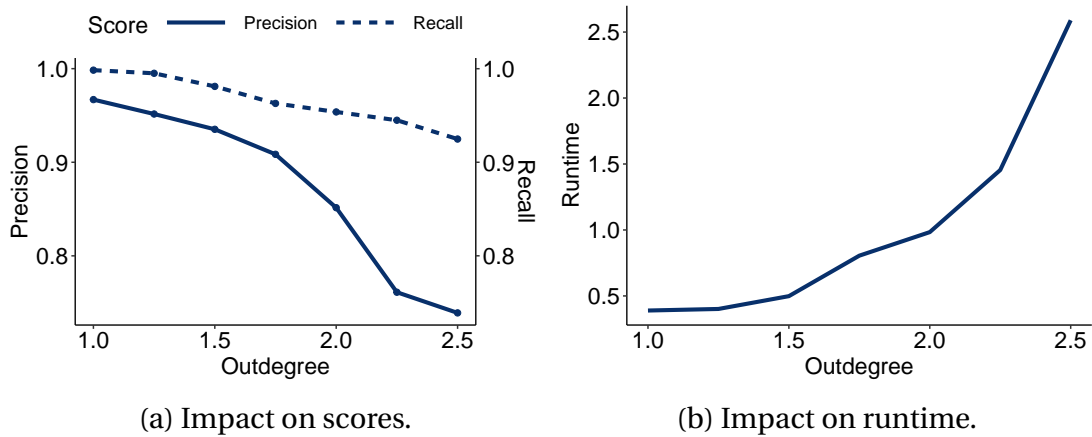 Score Precision Recall
1.0
0.9
0.8
Precision
1.0
0.9
0.8
Recall
1.0 1.5 2.0 2.5
Outdegree
(a) Impact on scores.
2.5
2.0
1.5
1.0
0.5
Runtime
1.0 1.5 2.0 2.5
Outdegree
(b) Impact on runtime.